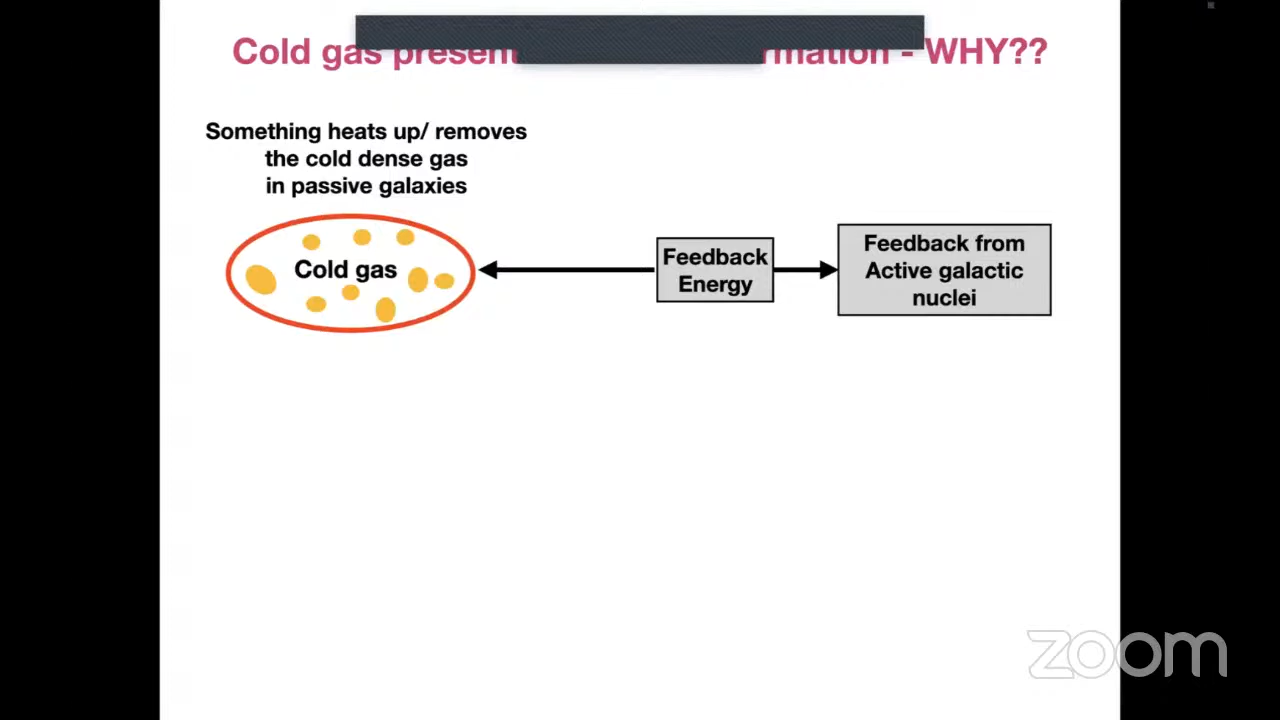 Cold gas present rmation - WHY??
Something heats up/ removes
the cold dense gas
in passive galaxies
Cold gas
Feedback
Energy
Feedback from
Active galactic
nuclei
zoom